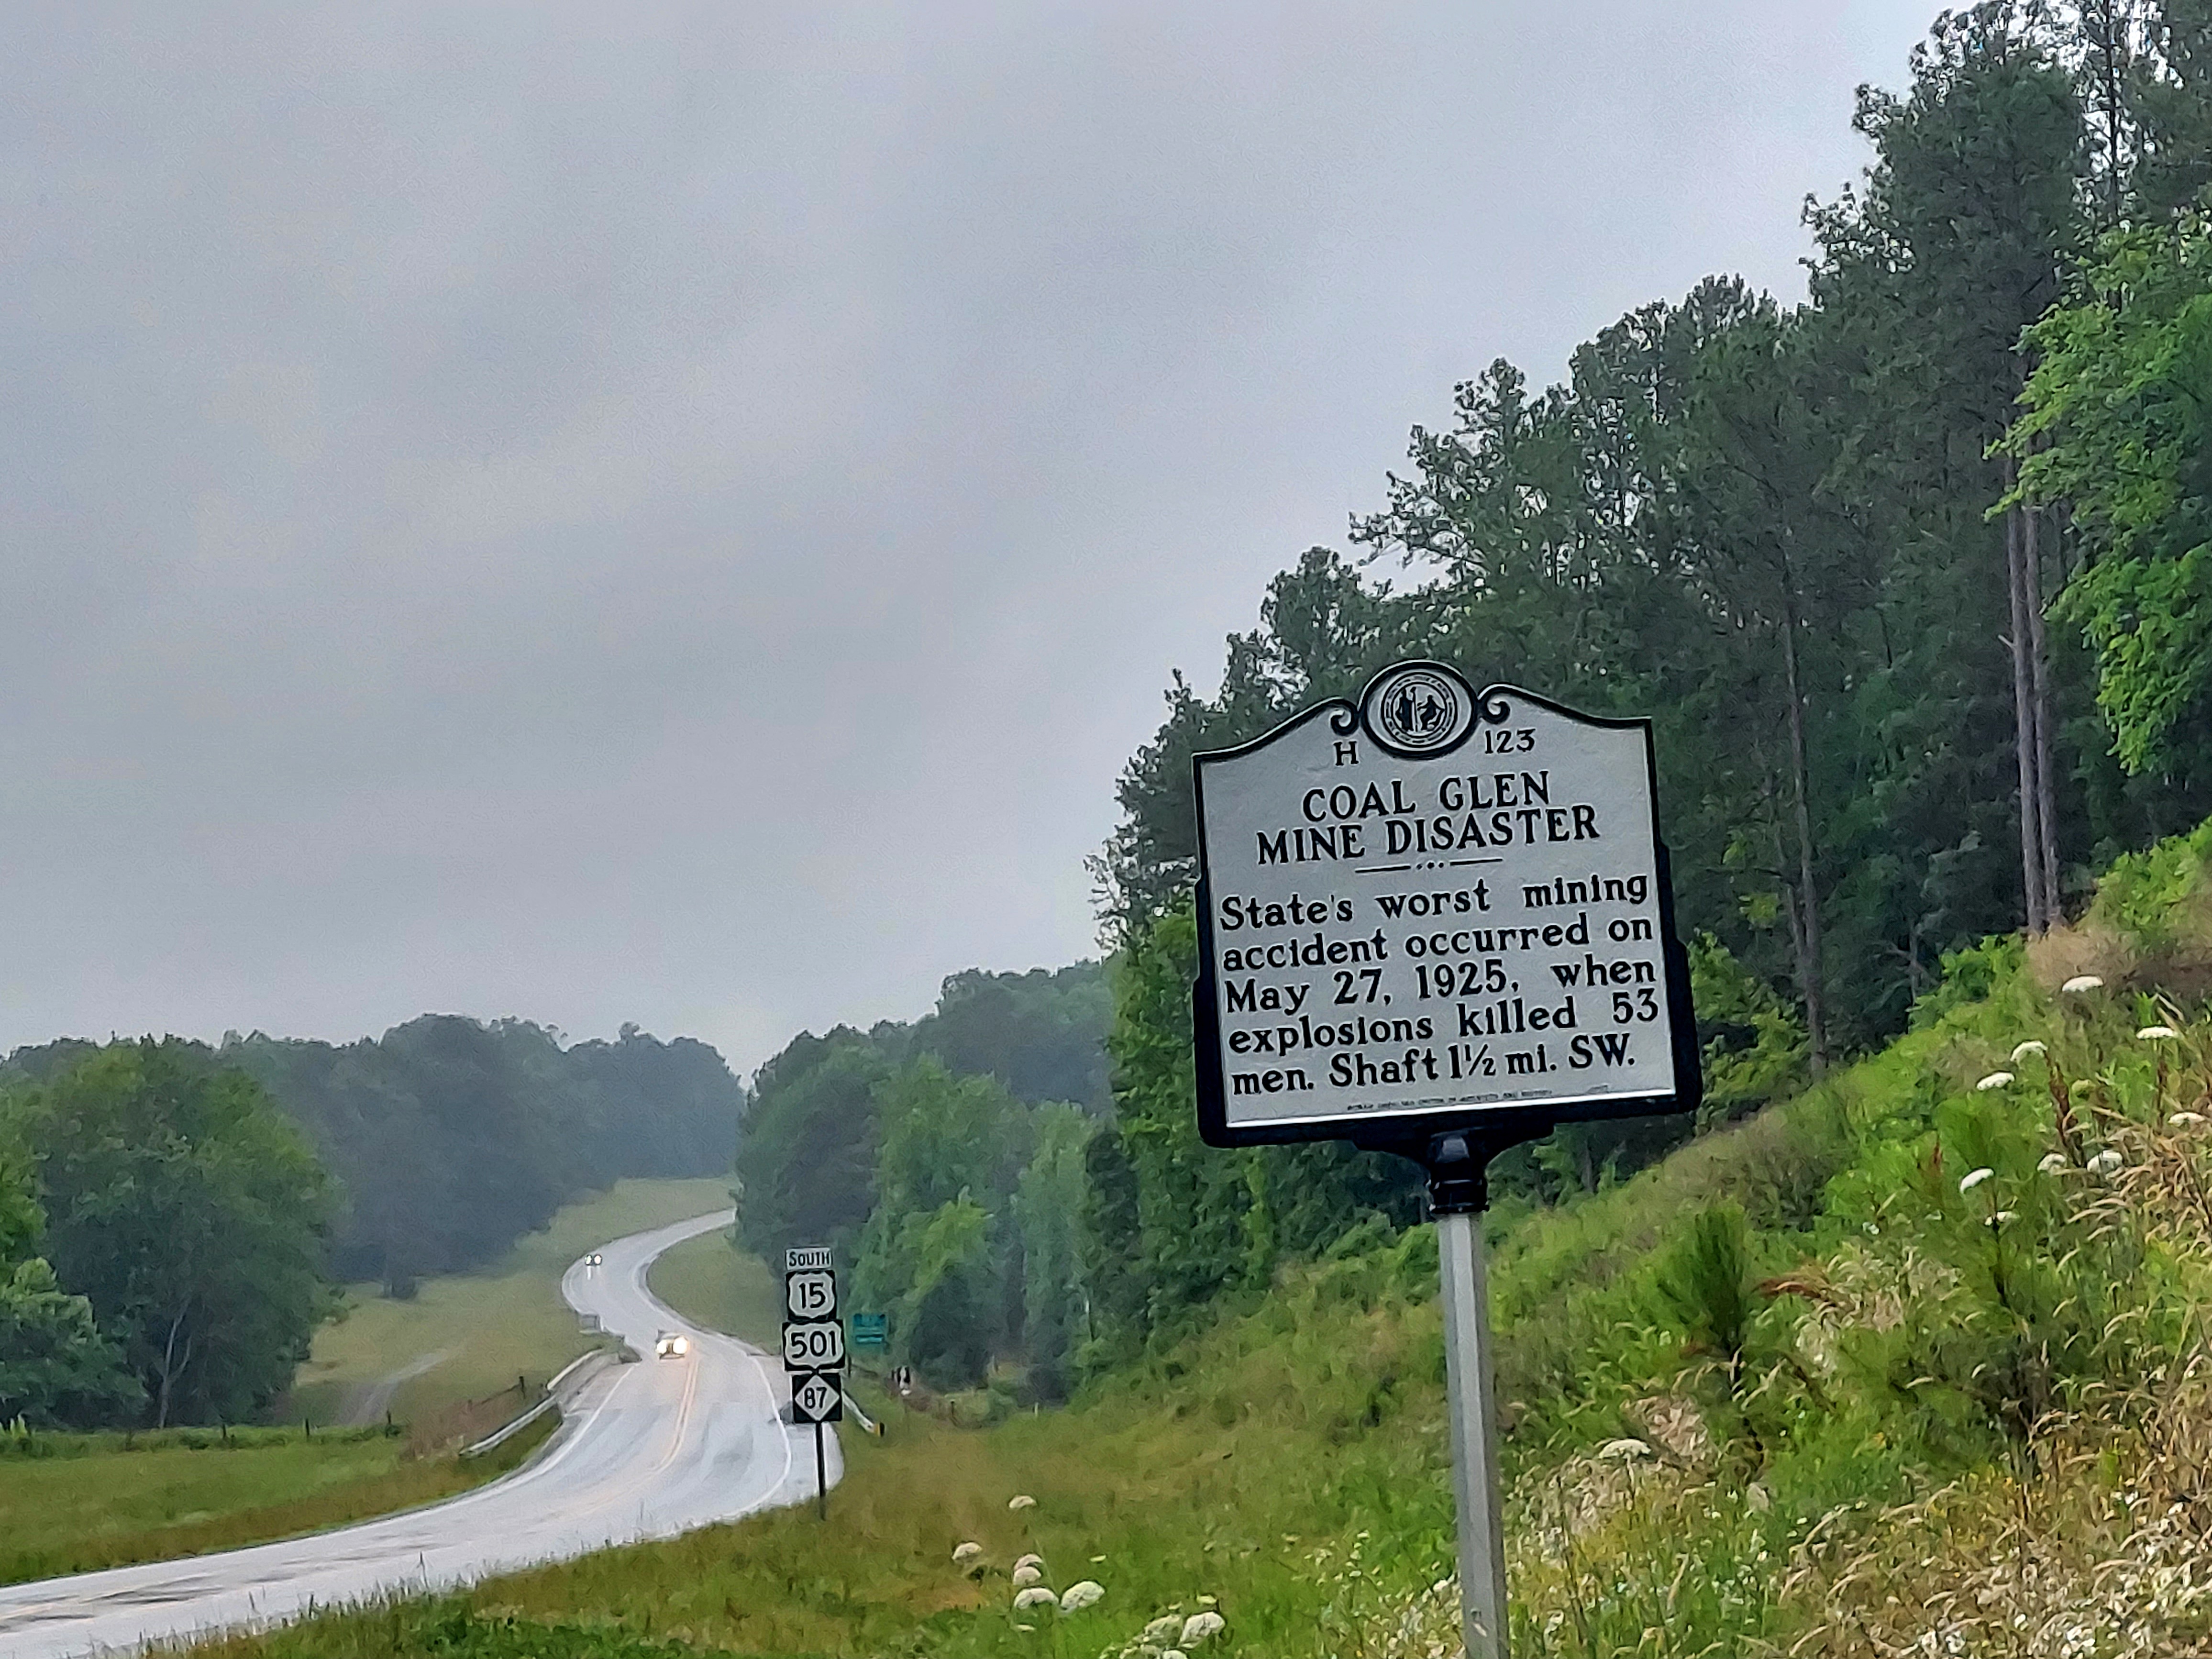 H 123
COAL GLEN
MINE DISASTER
State's worst mining
accident occurred on
May 27, 1925, when
explosions killed 53
men. Shaft 1½ mi. SW.
SOUTH
15
501
87